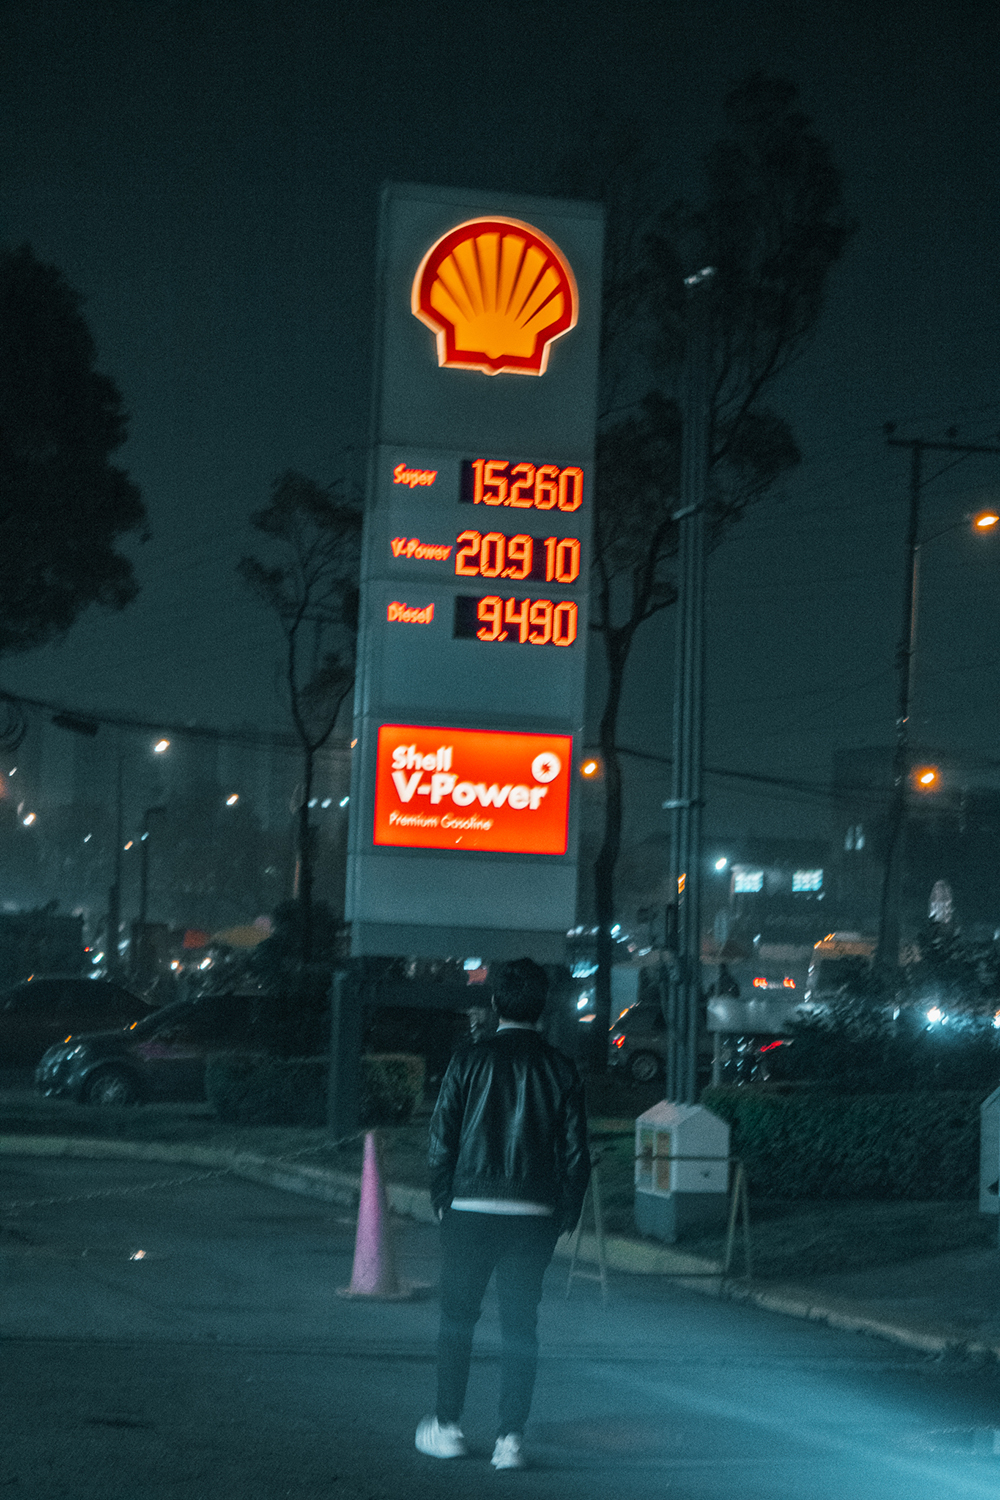 Super 15.260
V-Power 20.910
Diesel 9.490
Shell
V-Power
Premium Gasoline